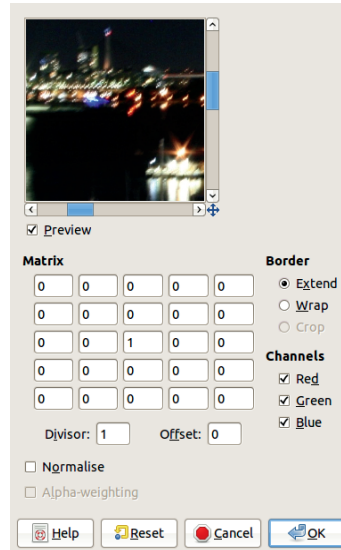 Preview
Matrix
0 0 0 0 0
0 0 0 0 0
0 0 1 0 0
0 0 0 0 0
0 0 0 0 0
Divisor: 1 Offset: 0
Normalise
Alpha-weighting
Border
Extend
Wrap
Crop
Channels
Red
Green
Blue
Help Reset Cancel OK